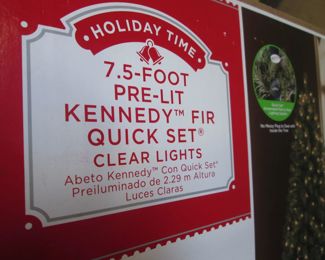 HOLIDAY TIME
7.5-FOOT
PRE-LIT
KENNEDY™ FIR
QUICK SET®
CLEAR LIGHTS
Abeto Kennedy™ Con Quick Set®
Preiluminado de 2.29 m Altura
Luces Claras